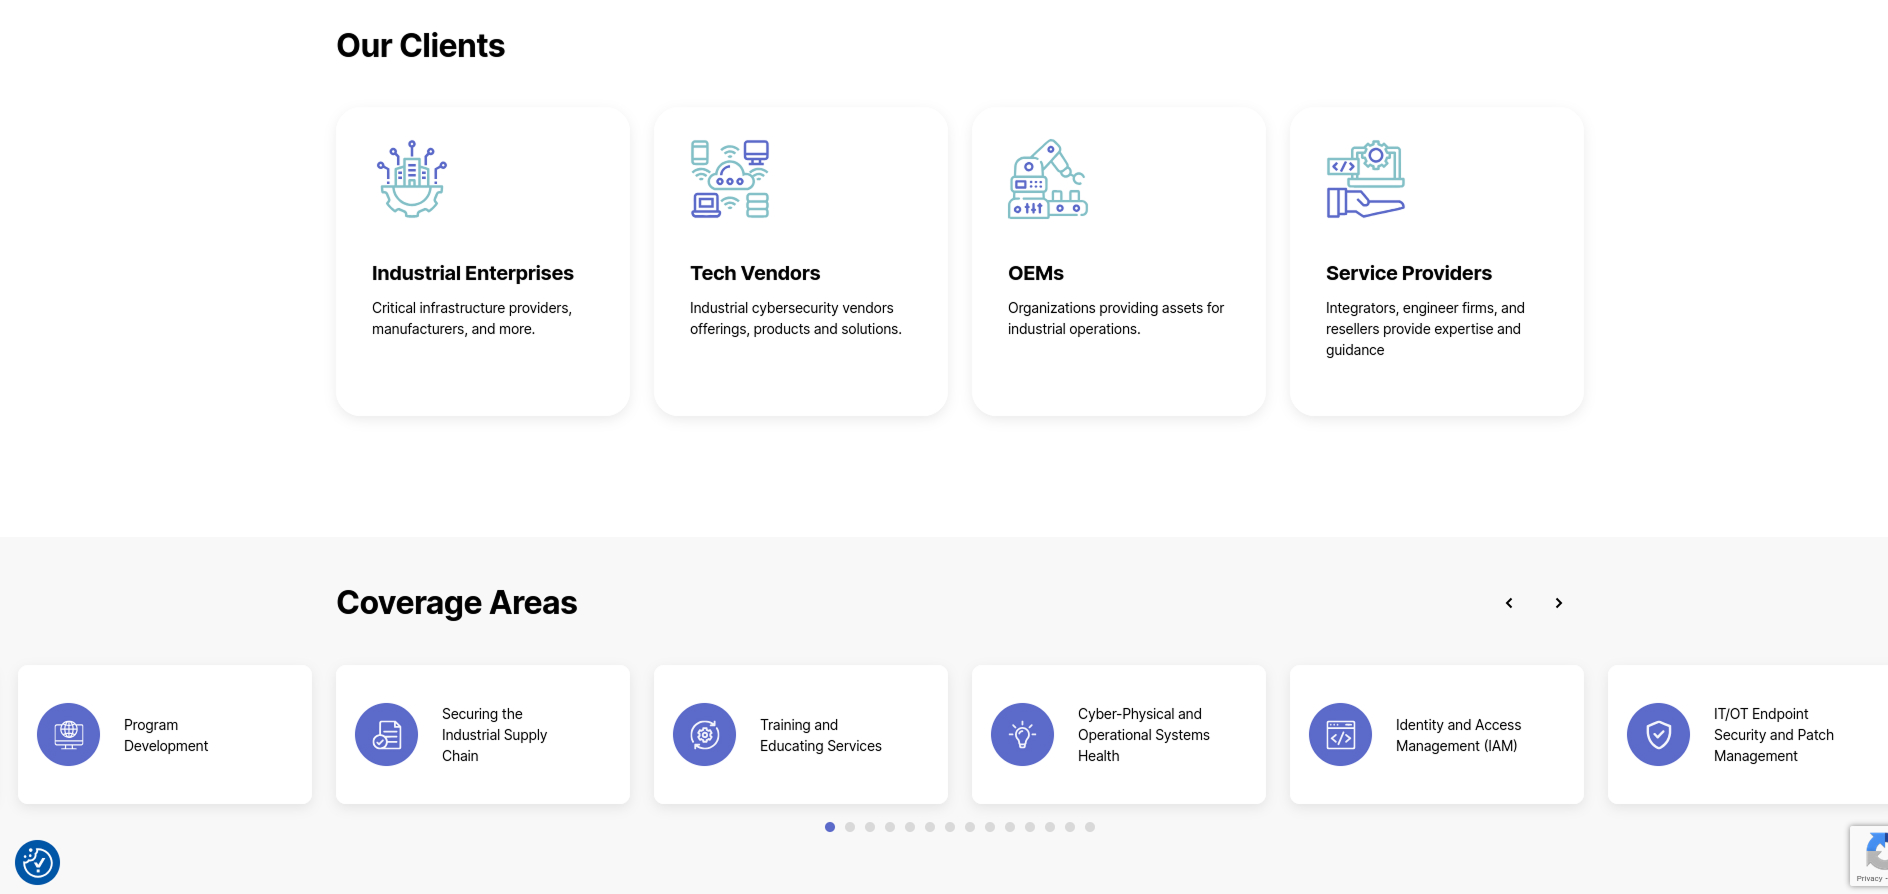 Our Clients
Industrial Enterprises
Critical infrastructure providers,
manufacturers, and more.
Tech Vendors
Industrial cybersecurity vendors
offerings, products and solutions.
OEMs
Organizations providing assets for
industrial operations.
Service Providers
Integrators, engineer firms, and
resellers provide expertise and
guidance
Coverage Areas
Program
Development
Securing the
Industrial Supply
Chain
Training and
Educating Services
Cyber-Physical and
Operational Systems
Health
Identity and Access
Management (IAM)
IT/OT Endpoint
Security and Patch
Management
Privacy -